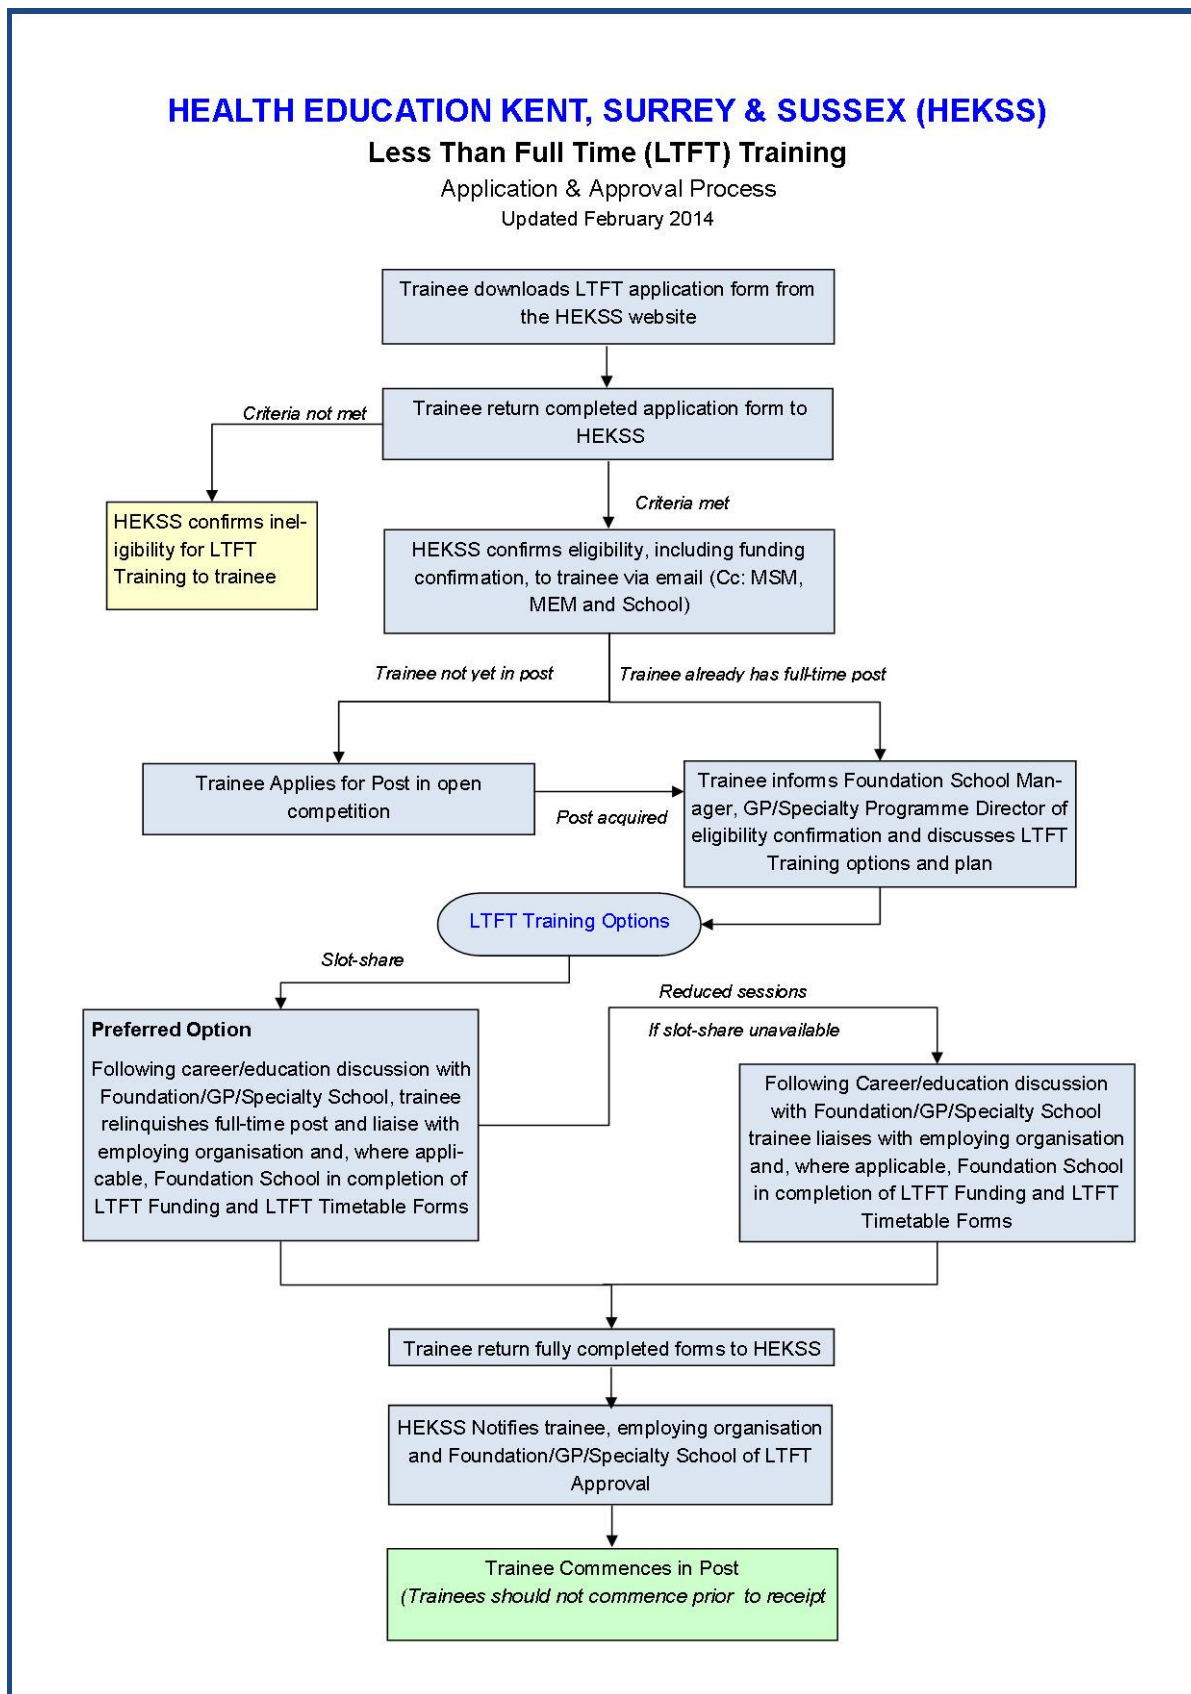 HEALTH EDUCATION KENT, SURREY & SUSSEX (HEKSS)
Less Than Full Time (LTFT) Training
Application & Approval Process
Updated February 2014
Trainee downloads LTFT application form from
the HEKSS website
Trainee return completed application form to
HEKSS
Criteria not met
HEKSS confirms inel-
igibility for LTFT
Training to trainee
Criteria met
HEKSS confirms eligibility, including funding
confirmation, to trainee via email (Cc: MSM,
MEM and School)
Trainee not yet in post
Trainee already has full-time post
Trainee Applies for Post in open
competition
Post acquired
Trainee informs Foundation School Man-
ager, GP/Specialty Programme Director of
eligibility confirmation and discusses LTFT
Training options and plan
LTFT Training Options
Slot-share
Reduced sessions
If slot-share unavailable
Preferred Option
Following career/education discussion with
Foundation/GP/Specialty School, trainee
relinquishes full-time post and liaise with
employing organisation and, where appli-
cable, Foundation School in completion of
LTFT Funding and LTFT Timetable Forms
Following Career/education discussion
with Foundation/GP/Specialty School
trainee liaises with employing organisation
and, where applicable, Foundation School
in completion of LTFT Funding and LTFT
Timetable Forms
Trainee return fully completed forms to HEKSS
HEKSS Notifies trainee, employing organisation
and Foundation/GP/Specialty School of LTFT
Approval
Trainee Commences in Post
(Trainees should not commence prior to receipt